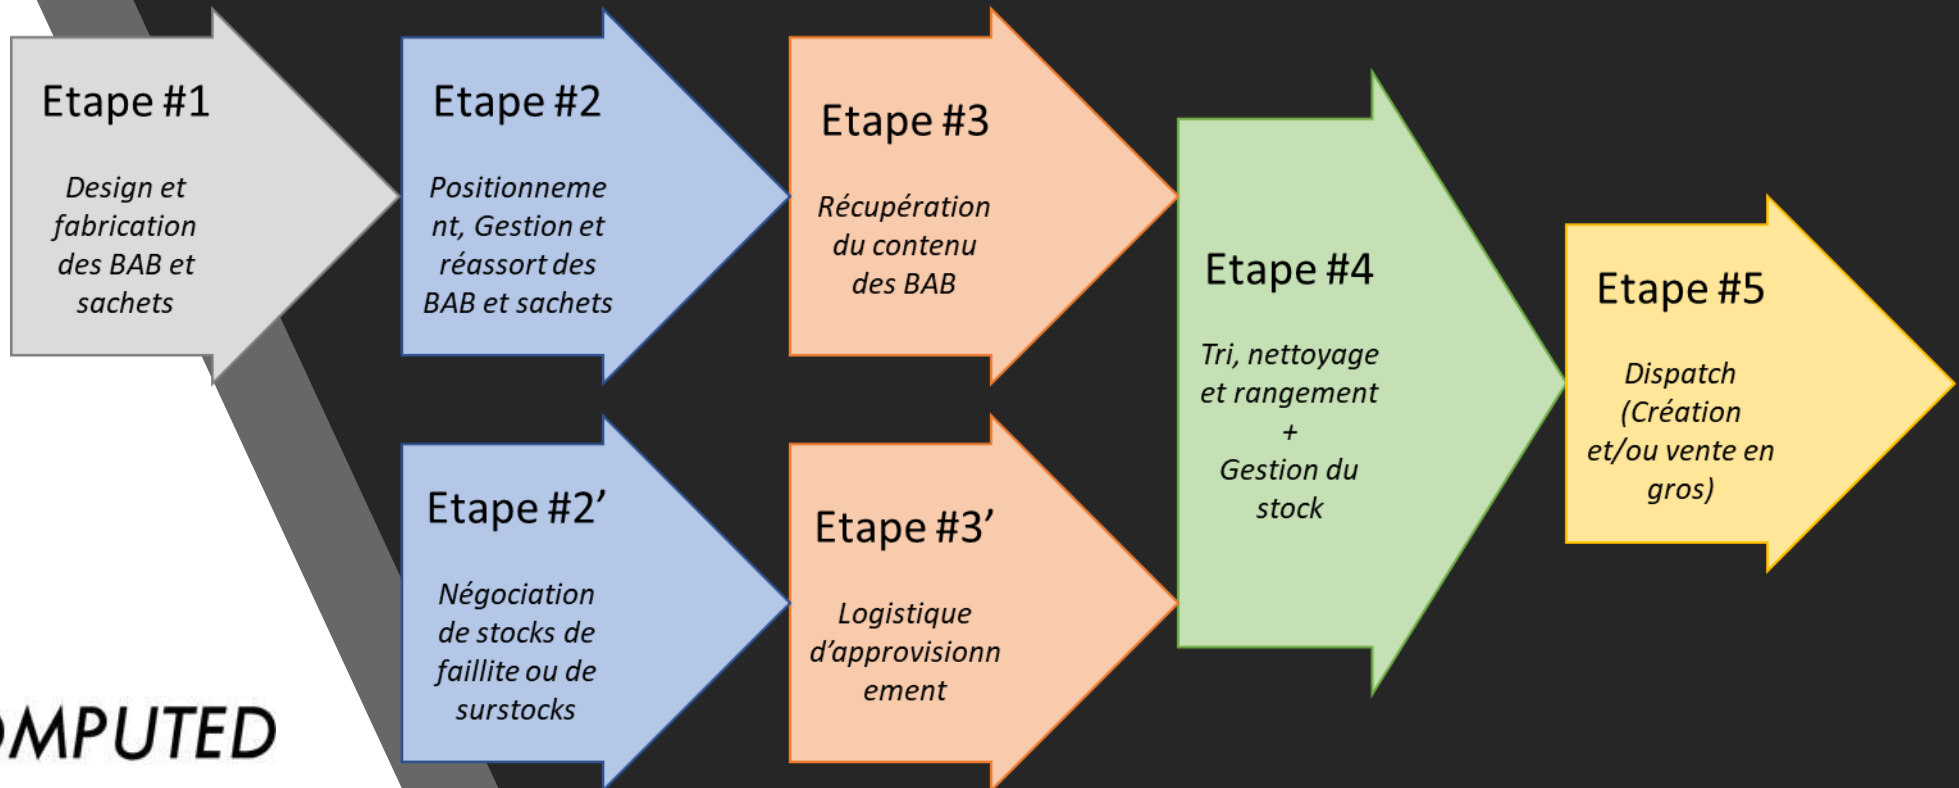 Etape #1
Design et
fabrication
des BAB et
sachets
Etape #2
Positionneme
nt, Gestion et
réassort des
BAB et sachets
Etape #3
Récupération
du contenu
des BAB
Etape #4
Tri, nettoyage
et rangement
+
Gestion du
stock
Etape #5
Dispatch
(Création
et/ou vente en
gros)
Etape #2’
Négociation
de stocks de
faillite ou de
surstocks
Etape #3’
Logistique
d’approvisionn
ement
OMPUTED